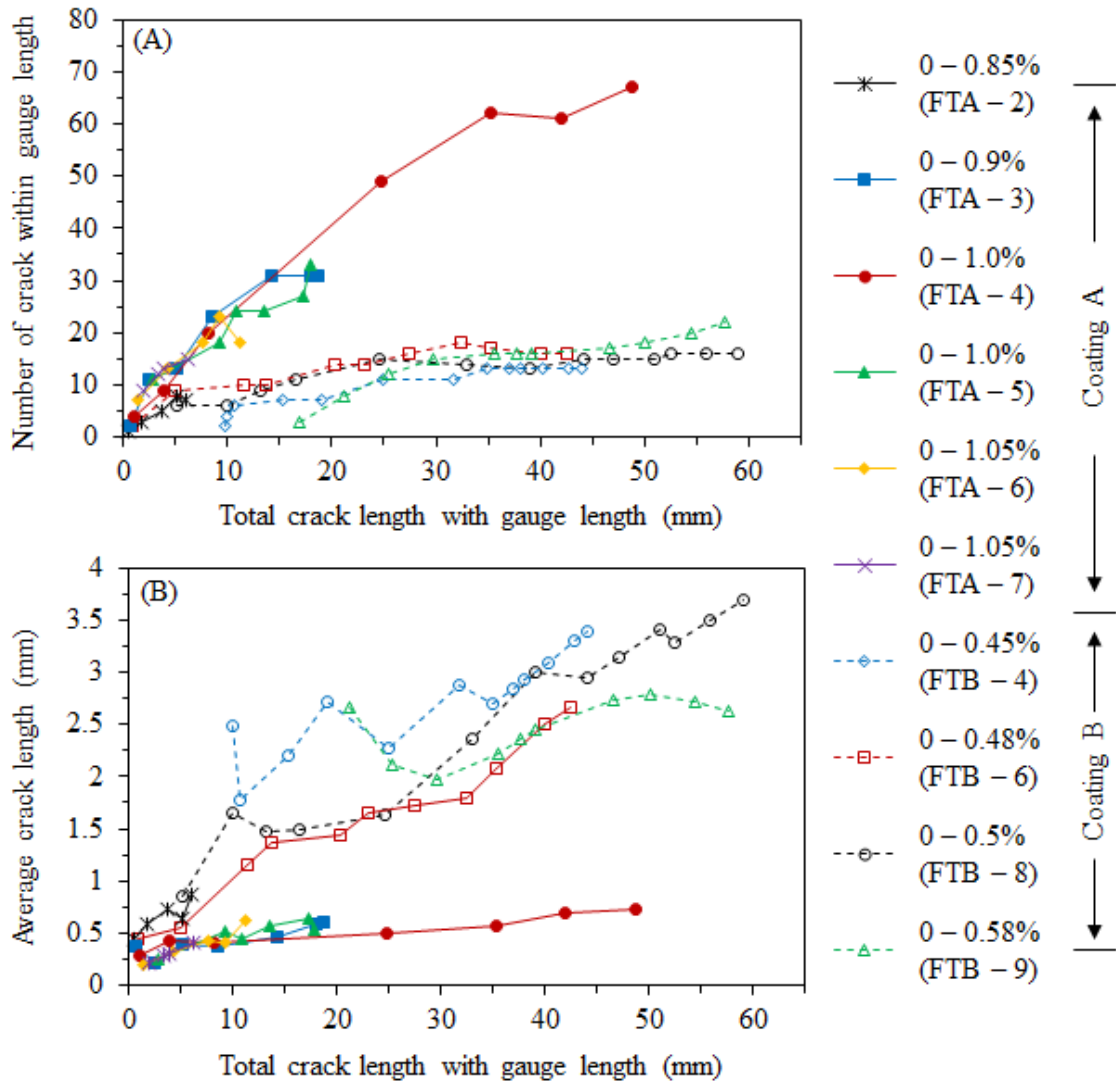 (A)
Number of crack within gauge length
80
70
60
50
40
30
20
10
0
0 10 20 30 40 50 60
Total crack length with gauge length (mm)
(B)
Average crack length (mm)
4
3.5
3
2.5
2
1.5
1
0.5
0
0 10 20 30 40 50 60
Total crack length with gauge length (mm)
0 – 0.85%
(FTA – 2)
0 – 0.9%
(FTA – 3)
0 – 1.0%
(FTA – 4)
0 – 1.0%
(FTA – 5)
0 – 1.05%
(FTA – 6)
0 – 1.05%
(FTA – 7)
0 – 0.45%
(FTB – 4)
0 – 0.48%
(FTB – 6)
0 – 0.5%
(FTB – 8)
0 – 0.58%
(FTB – 9)
Coating A
Coating B